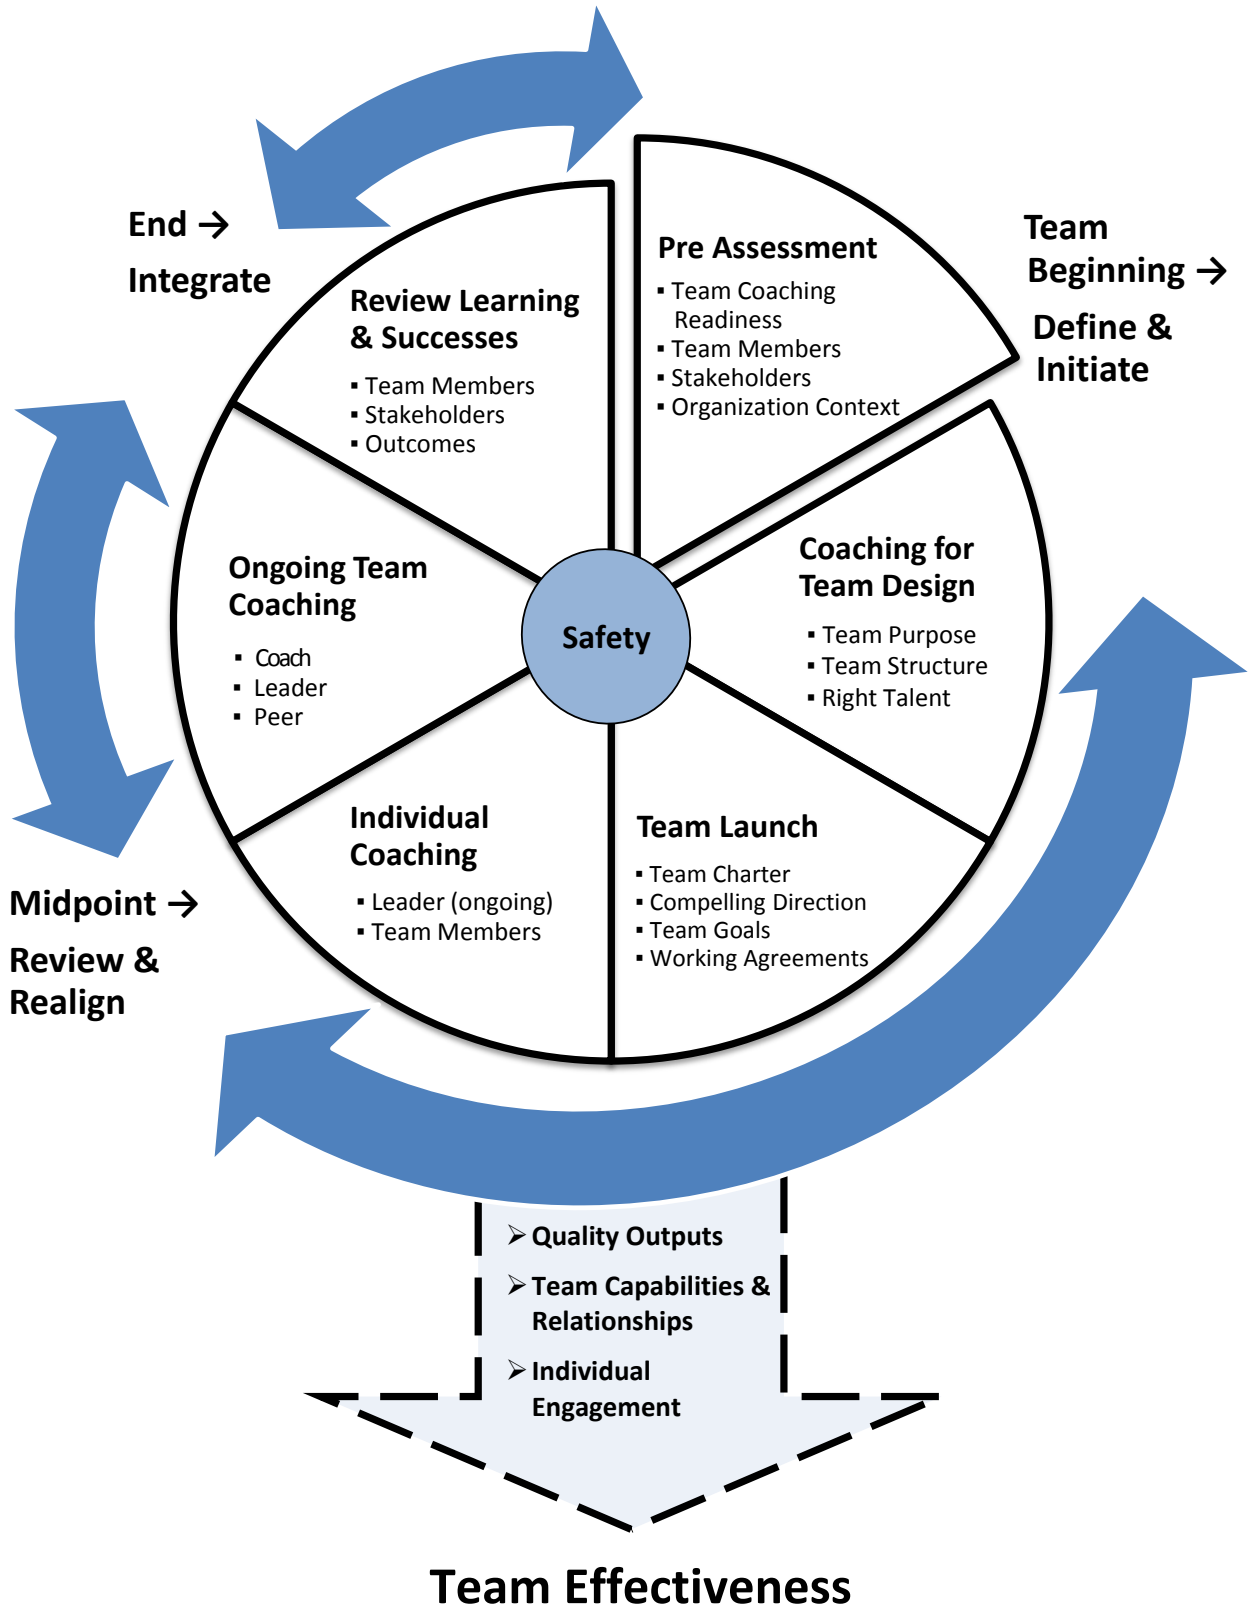 Pre Assessment
▪ Team Coaching
Readiness
▪ Team Members
▪ Stakeholders
▪ Organization Context
Team
Beginning →
Define &
Initiate
Coaching for
Team Design
▪ Team Purpose
▪ Team Structure
▪ Right Talent
Team Launch
▪ Team Charter
▪ Compelling Direction
▪ Team Goals
▪ Working Agreements
Individual
Coaching
▪ Leader (ongoing)
▪ Team Members
Midpoint →
Review &
Realign
Ongoing Team
Coaching
▪ Coach
▪ Leader
▪ Peer
End →
Integrate
Review Learning
& Successes
▪ Team Members
▪ Stakeholders
▪ Outcomes
Safety
➢ Quality Outputs
➢ Team Capabilities &
Relationships
➢ Individual
Engagement
Team Effectiveness